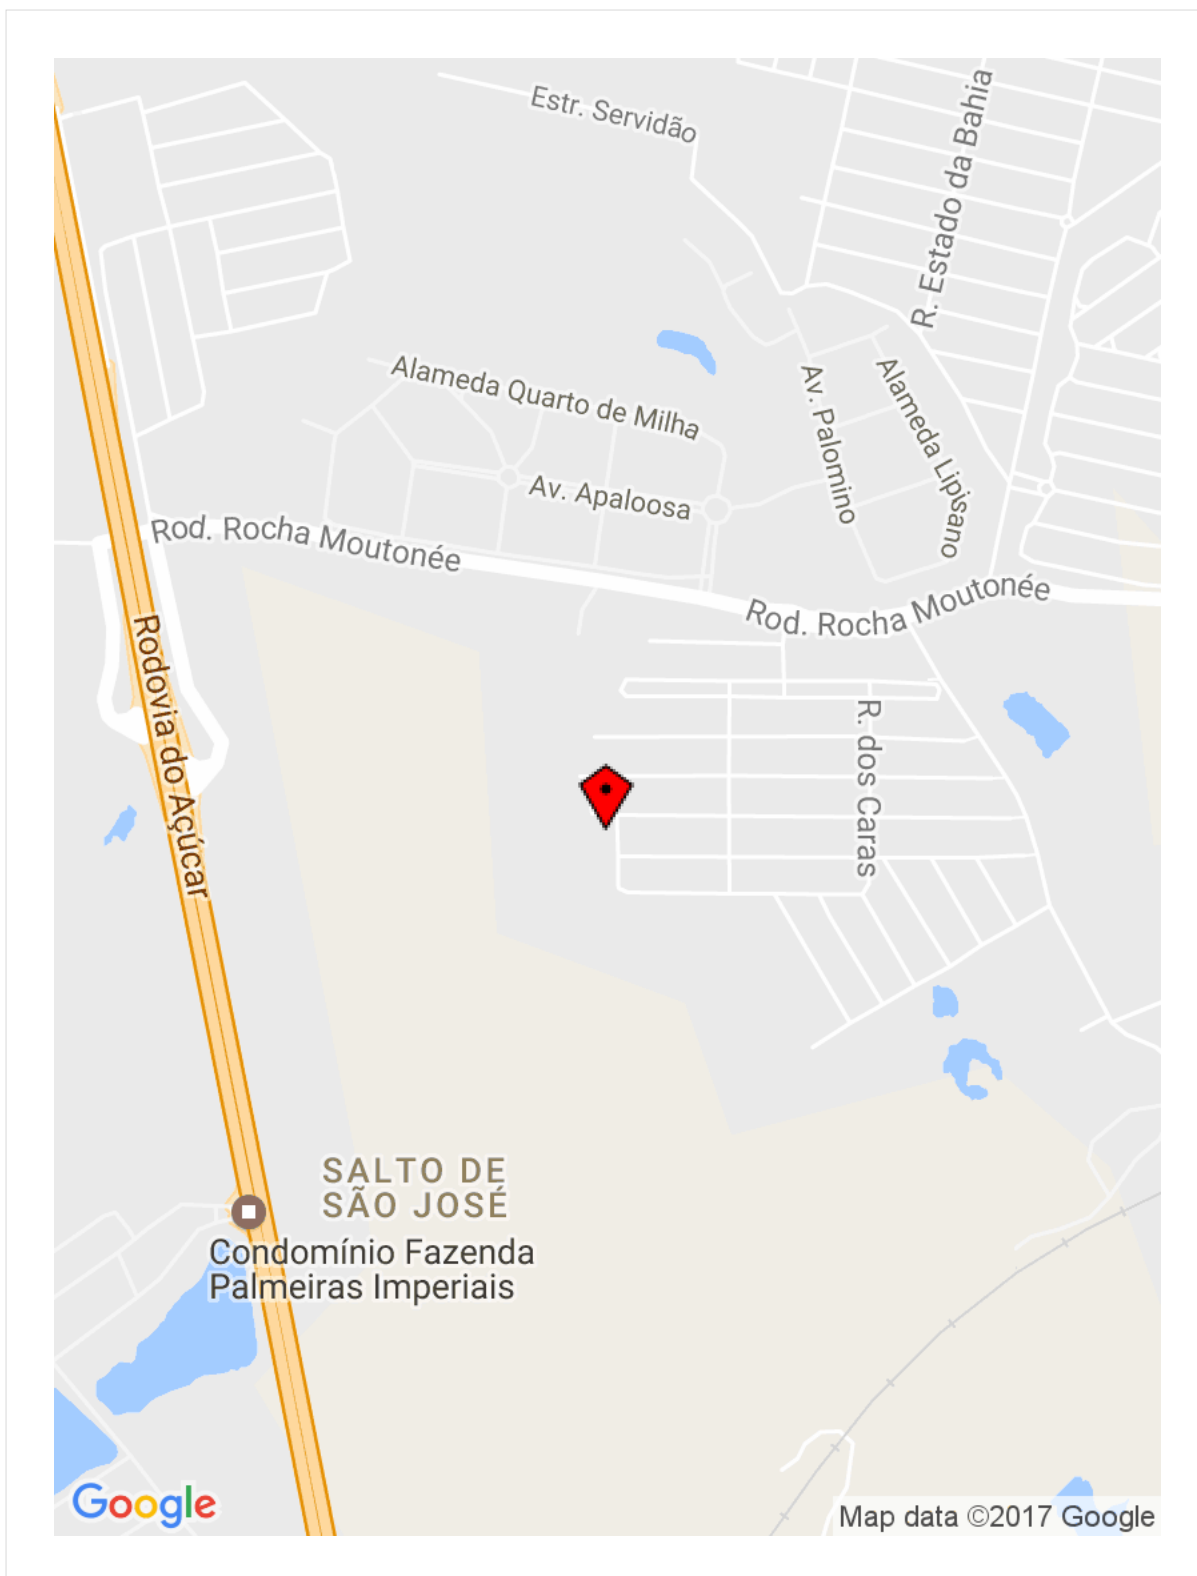 Estr. Servidão
R. Estado da Bahia
Alameda Quarto de Milha
Av. Palomino
Alameda Lipisano
Av. Apaloosa
Rod. Rocha Moutonée
Rod. Rocha Moutonée
Rodovia do Açúcar
R. dos Caras
SALTO DE
SÃO JOSÉ
Condomínio Fazenda
Palmeiras Imperiais
Google
Map data ©2017 Google